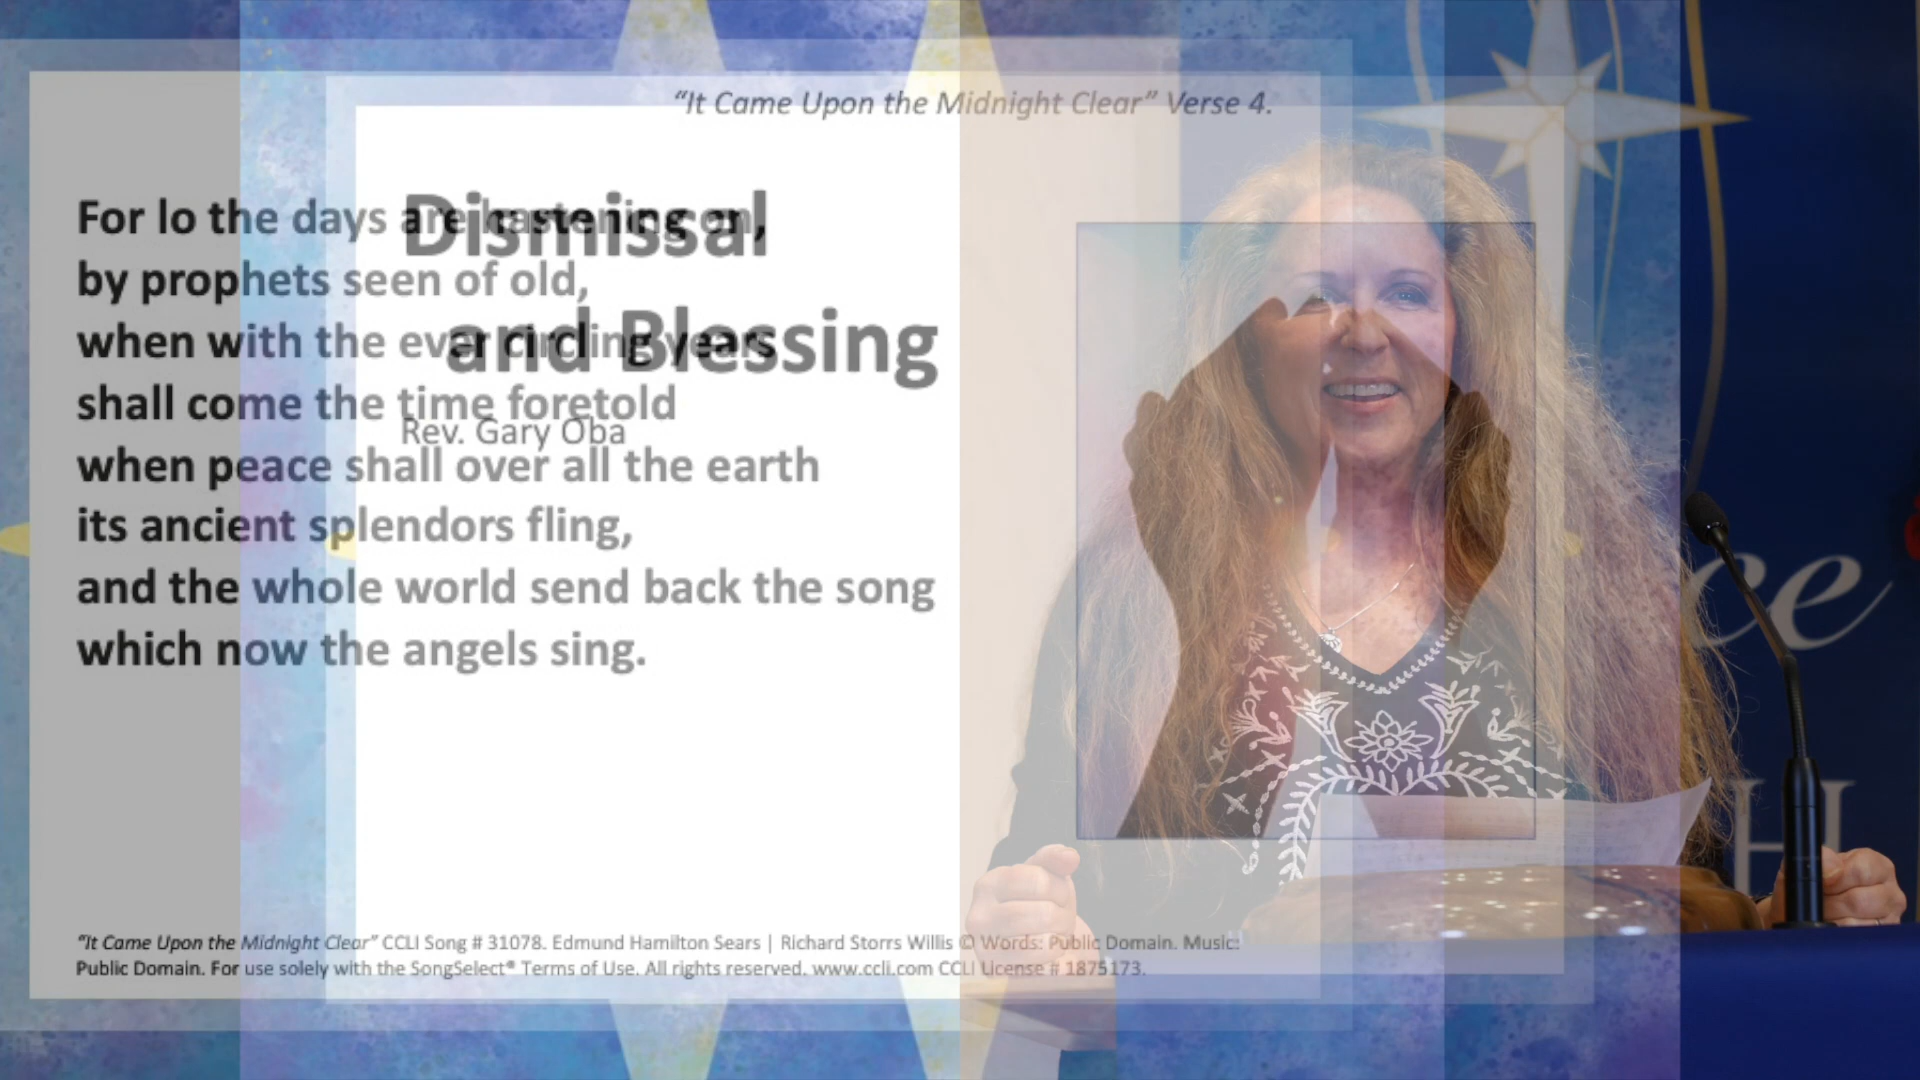 “It Came Upon the Midnight Clear” Verse 4.
Dismissal
and Blessing
Rev. Gary Oba
For lo the days are hastening on,
by prophets seen of old,
when with the ever circling years
shall come the time foretold
when peace shall over all the earth
its ancient splendors fling,
and the whole world send back the song
which now the angels sing.
“It Came Upon the Midnight Clear” CCLI Song # 31078. Edmund Hamilton Sears | Richard Storrs Willis © Words: Public Domain. Music:
Public Domain. For use solely with the SongSelect® Terms of Use. All rights reserved. www.ccli.com CCLI License # 1875173.